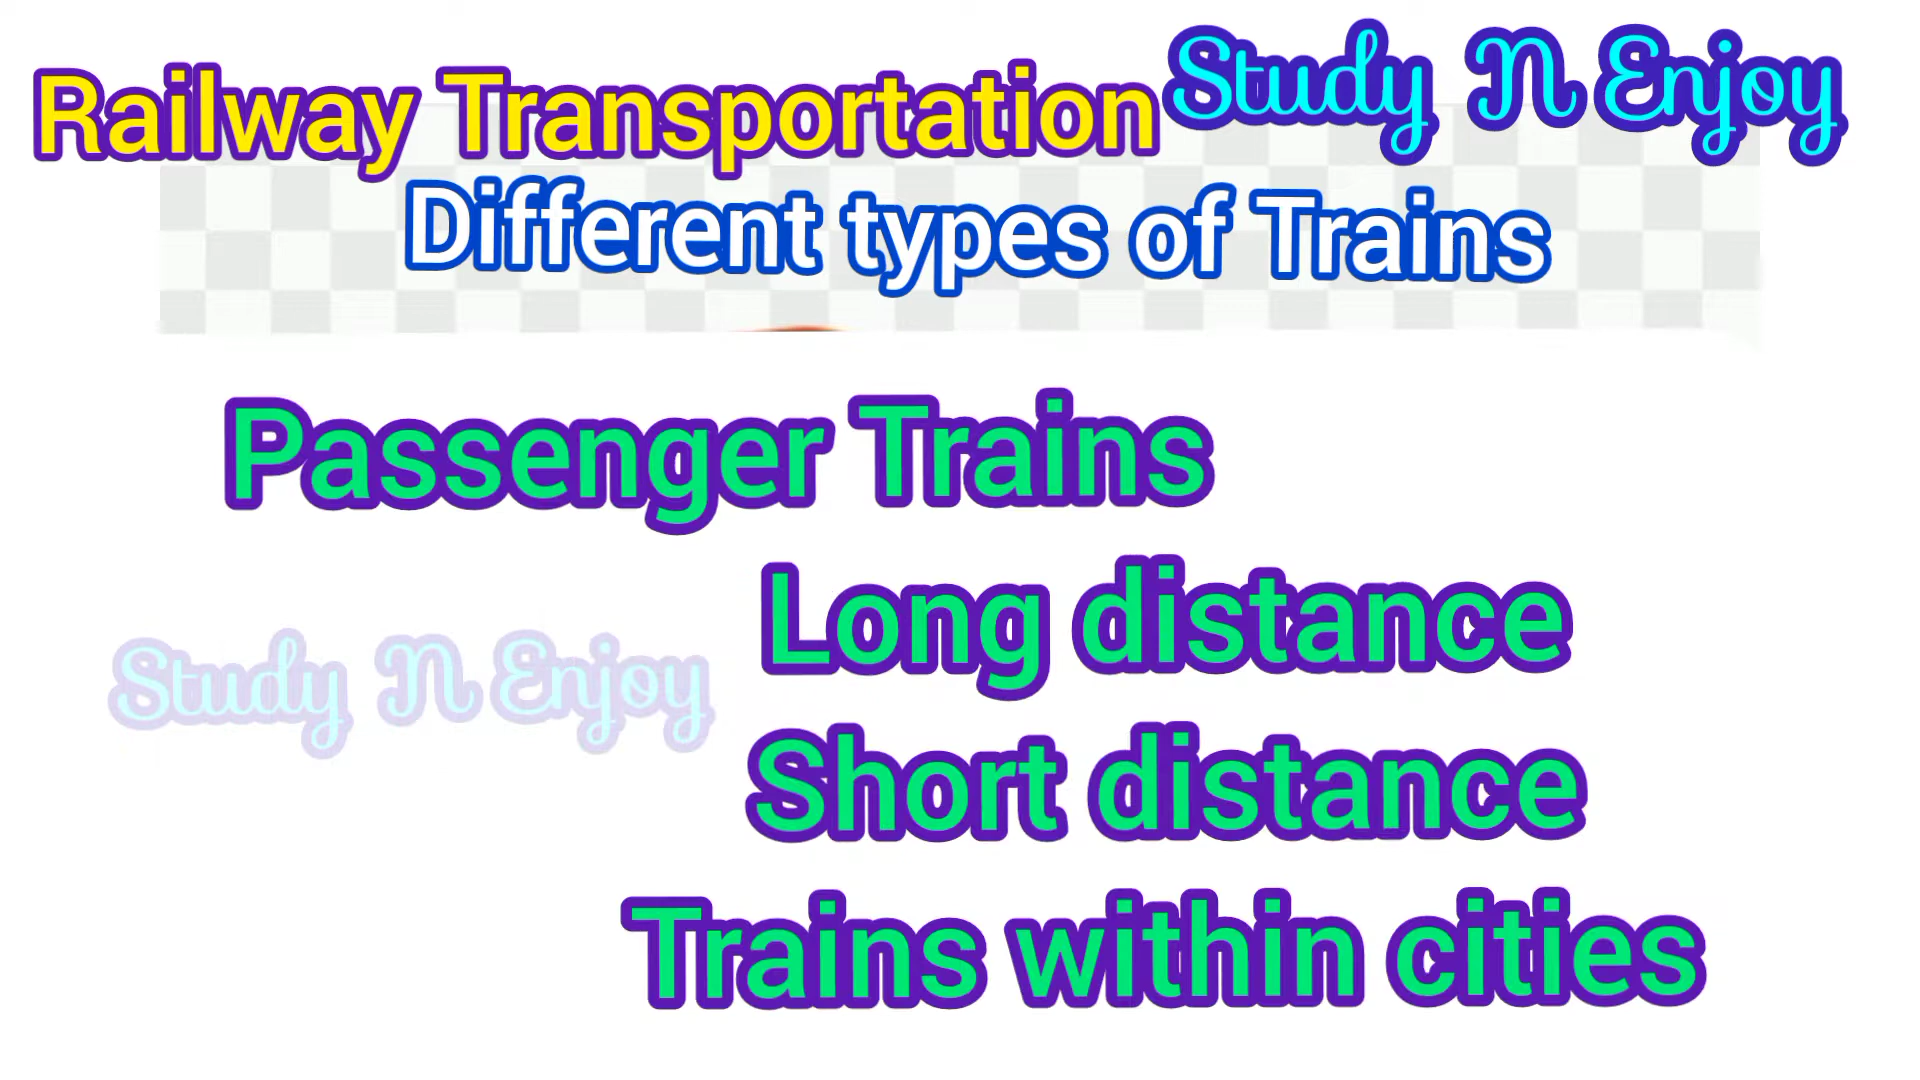 Railway Transportation Study N Enjoy
Different types of Trains
Passenger Trains
Long distance
Study N Enjoy
Short distance
Trains within cities